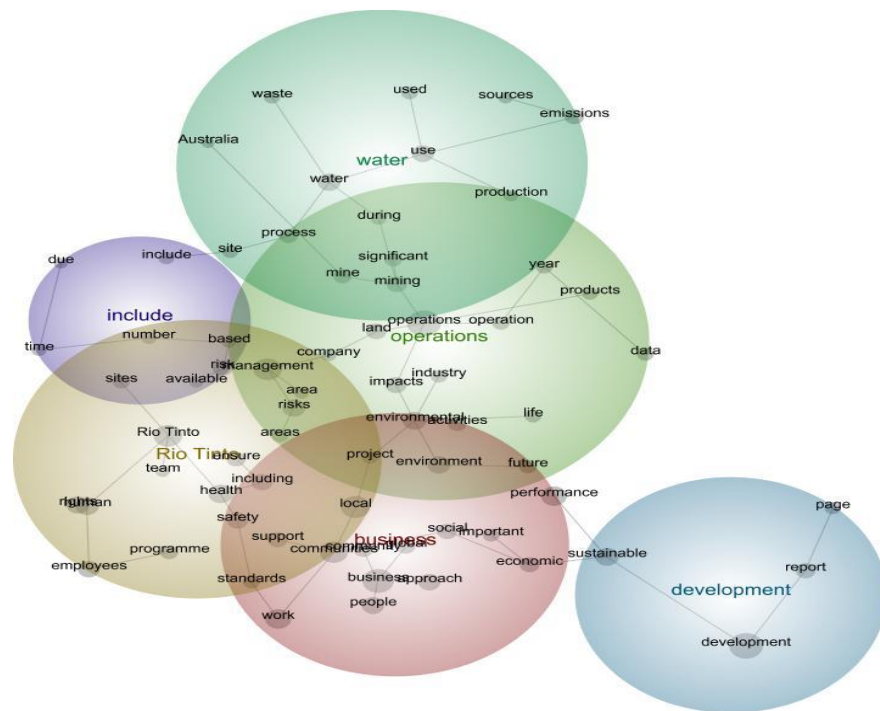 waste
used
sources
emissions
Australia
use
water
water
production
during
process
site
include
due
significant
year
mine
mining
products
include
number
operations
operation
land
operations
based
time
company
data
risk
management
industry
sites
available
impacts
area
risks
environmental
activities
life
Rio Tinto
areas
Rio Tinto
ensure
project
environment
future
team
including
health
rights
human
local
performance
page
safety
social
important
support
business
global
communities
community
programme
employees
economic
sustainable
report
standards
business
approach
development
people
work
development